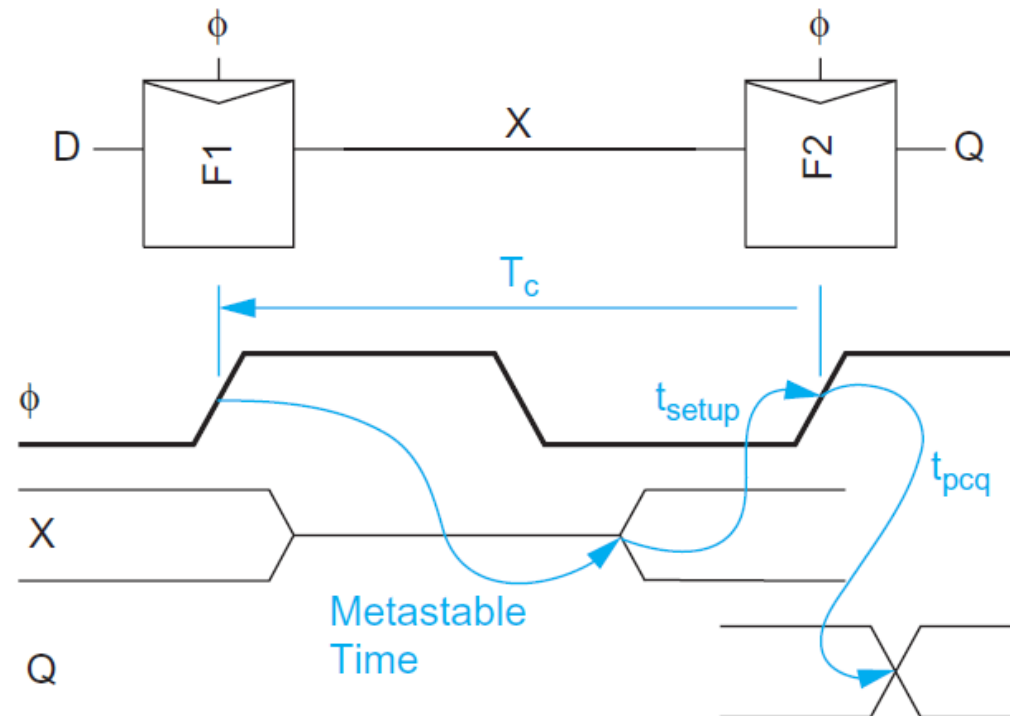 ϕ ϕ
D F1 X F2 Q
T_c
ϕ
t_setup
t_pcq
X
Metastable
Time
Q